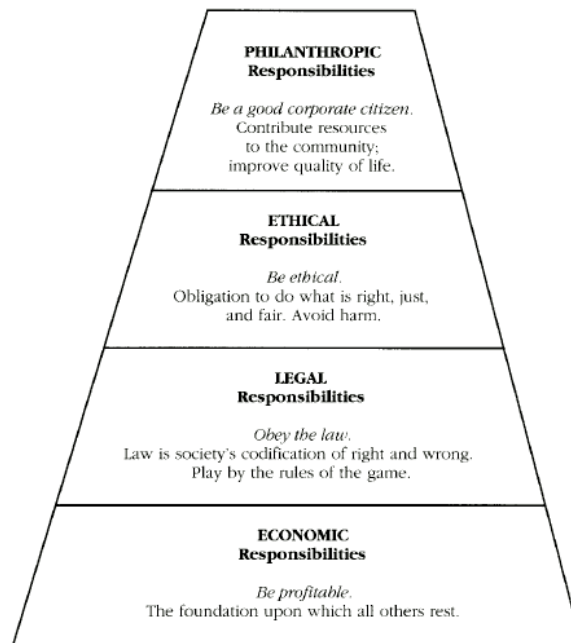 PHILANTHROPIC
Responsibilities
Be a good corporate citizen.
Contribute resources
to the community;
improve quality of life.
ETHICAL
Responsibilities
Be ethical.
Obligation to do what is right, just,
and fair. Avoid harm.
LEGAL
Responsibilities
Obey the law.
Law is society's codification of right and wrong.
Play by the rules of the game.
ECONOMIC
Responsibilities
Be profitable.
The foundation upon which all others rest.